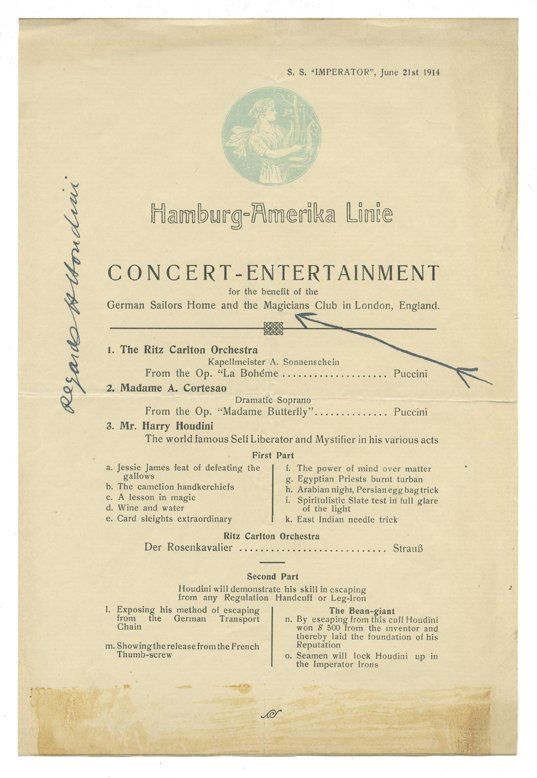 S. S. "IMPERATOR", June 21st 1914
Hamburg-Amerika Linie
CONCERT-ENTERTAINMENT
for the benefit of the
German Sailors Home and the Magicians Club in London, England.
Regards H Houdini
1. The Ritz Carlton Orchestra
Kapellmeister A. Sonnenschein
From the Op. "La Bohéme .................... Puccini
2. Madame A. Cortesao
Dramatic Soprano
From the Op. "Madame Butterfly"............. Puccini
3. Mr. Harry Houdini
The world famous Self Liberator and Mystifier in his various acts
First Part
a. Jessie James feat of defeating the
gallows
b. The camelion handkerchiefs
c. A lesson in magic
d. Wine and water
e. Card sleights extraordinary
f. The power of mind over matter
g. Egyptian Priests burnt turban
h. Arabian night, Persian egg bag trick
i. Spiritulistic Slate test in full glare
of the light
k. East Indian needle trick
Ritz Carlton Orchestra
Der Rosenkavalier ............................ Strauß
Second Part
Houdini will demonstrate his skill in escaping
from any Regulation Handcuff or Leg-Iron
l. Exposing his method of escaping
from the German Transport
Chain
m. Showing the release from the French
Thumb-screw
The Bean-giant
n. By escaping from this cuff Houdini
won $ 500 from the inventor and
thereby laid the foundation of his
Reputation
o. Seamen will lock Houdini up in
the Imperator Irons